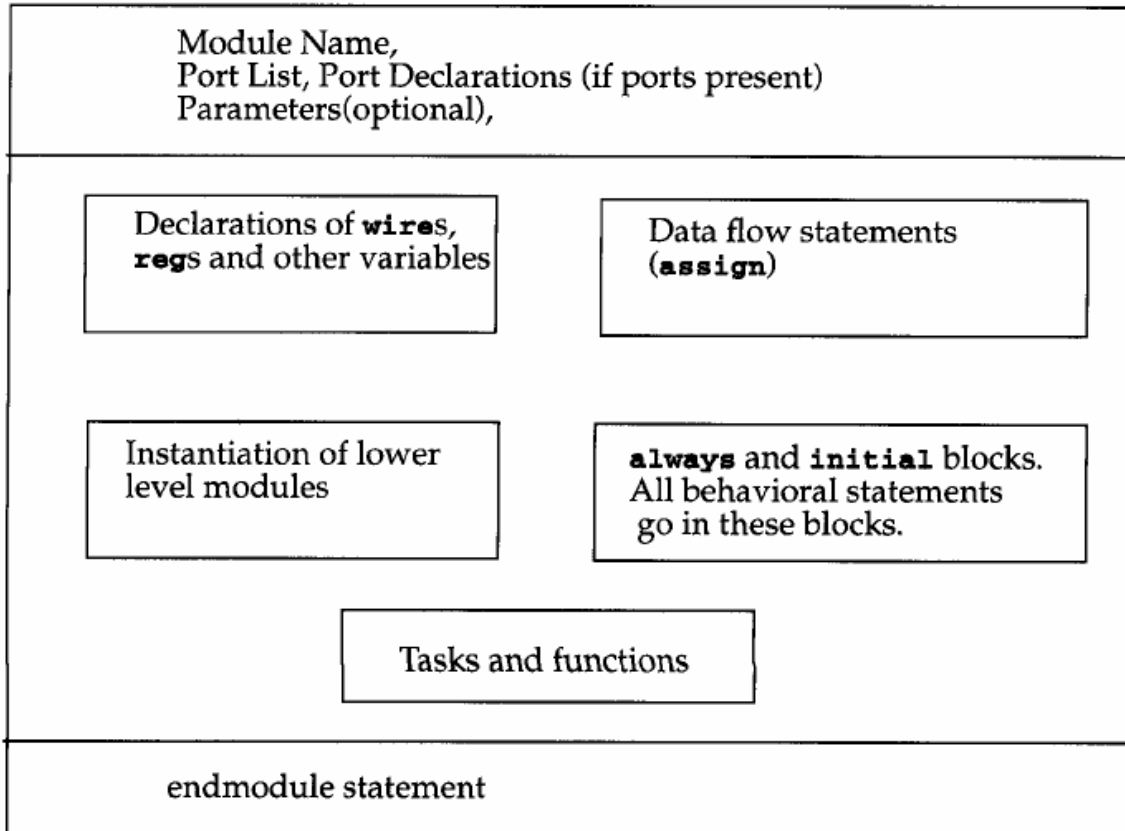 Module Name,
Port List, Port Declarations (if ports present)
Parameters(optional),
Declarations of wires,
regs and other variables
Data flow statements
(assign)
Instantiation of lower
level modules
always and initial blocks.
All behavioral statements
go in these blocks.
Tasks and functions
endmodule statement